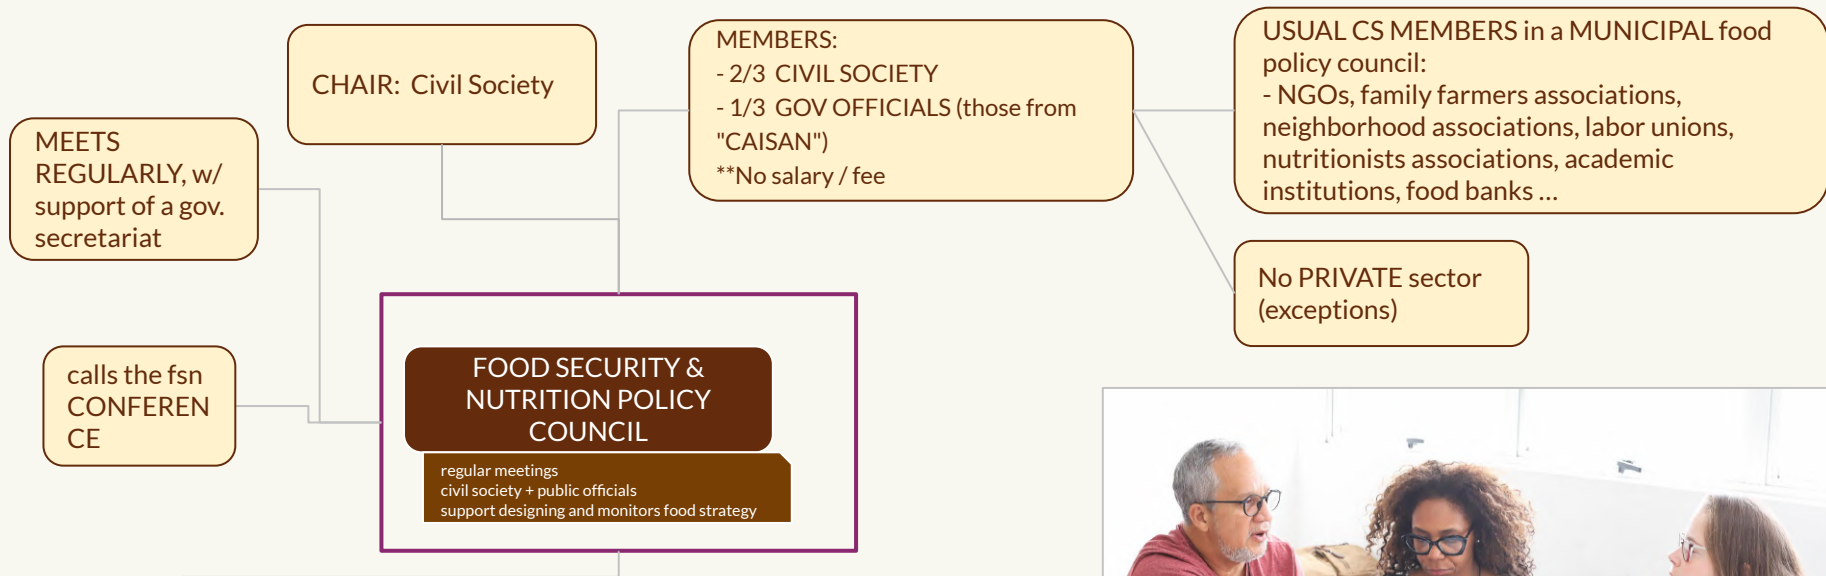 CHAIR: Civil Society
MEMBERS:
- 2/3 CIVIL SOCIETY
- 1/3 GOV OFFICIALS (those from
"CAISAN")
**No salary / fee
USUAL CS MEMBERS in a MUNICIPAL food
policy council:
- NGOs, family farmers associations,
neighborhood associations, labor unions,
nutritionists associations, academic
institutions, food banks ...
MEETS
REGULARLY, w/
support of a gov.
secretariat
No PRIVATE sector
(exceptions)
calls the fsn
CONFEREN
CE
FOOD SECURITY &
NUTRITION POLICY
COUNCIL
regular meetings
civil society + public officials
support designing and monitors food strategy